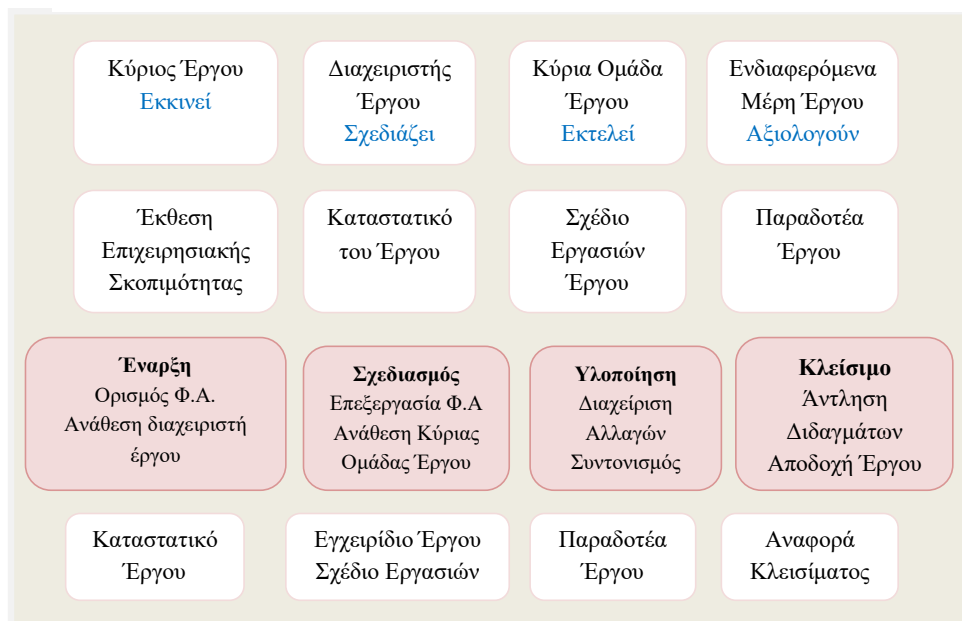 Κύριος Έργου
Εκκινεί
Διαχειριστής
Έργου
Σχεδιάζει
Κύρια Ομάδα
Έργου
Εκτελεί
Ενδιαφερόμενα
Μέρη Έργου
Αξιολογούν
Έκθεση
Επιχειρησιακής
Σκοπιμότητας
Καταστατικό
του Έργου
Σχέδιο
Εργασιών
Έργου
Παραδοτέα
Έργου
Έναρξη
Ορισμός Φ.Α.
Ανάθεση διαχειριστή
έργου
Σχεδιασμός
Επεξεργασία Φ.Α
Ανάθεση Κύριας
Ομάδας Έργου
Υλοποίηση
Διαχείριση
Αλλαγών
Συντονισμός
Κλείσιμο
Άντληση
Διδαγμάτων
Αποδοχή Έργου
Καταστατικό
Έργου
Εγχειρίδιο Έργου
Σχέδιο Εργασιών
Παραδοτέα
Έργου
Αναφορά
Κλεισίματος